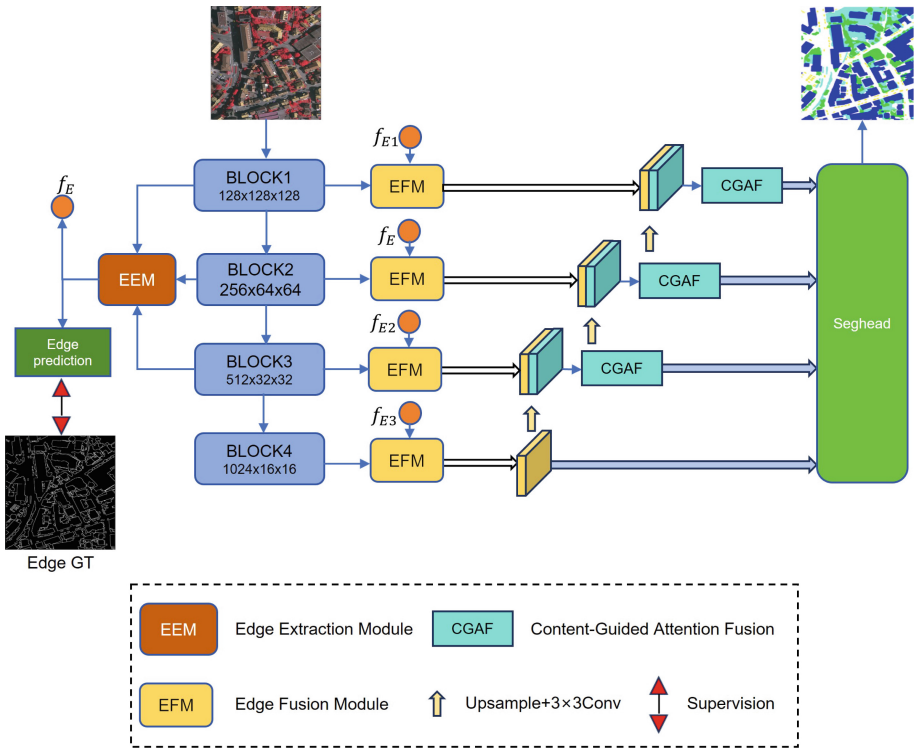 f_E1
BLOCK1
128x128x128
EFM
CGAF
f_E
f_E
EEM
BLOCK2
256x64x64
EFM
CGAF
Seghead
f_E2
Edge
prediction
BLOCK3
512x32x32
EFM
CGAF
f_E3
BLOCK4
1024x16x16
EFM
Edge GT
EEM
Edge Extraction Module
CGAF
Content-Guided Attention Fusion
EFM
Edge Fusion Module
Upsample+3×3Conv
Supervision